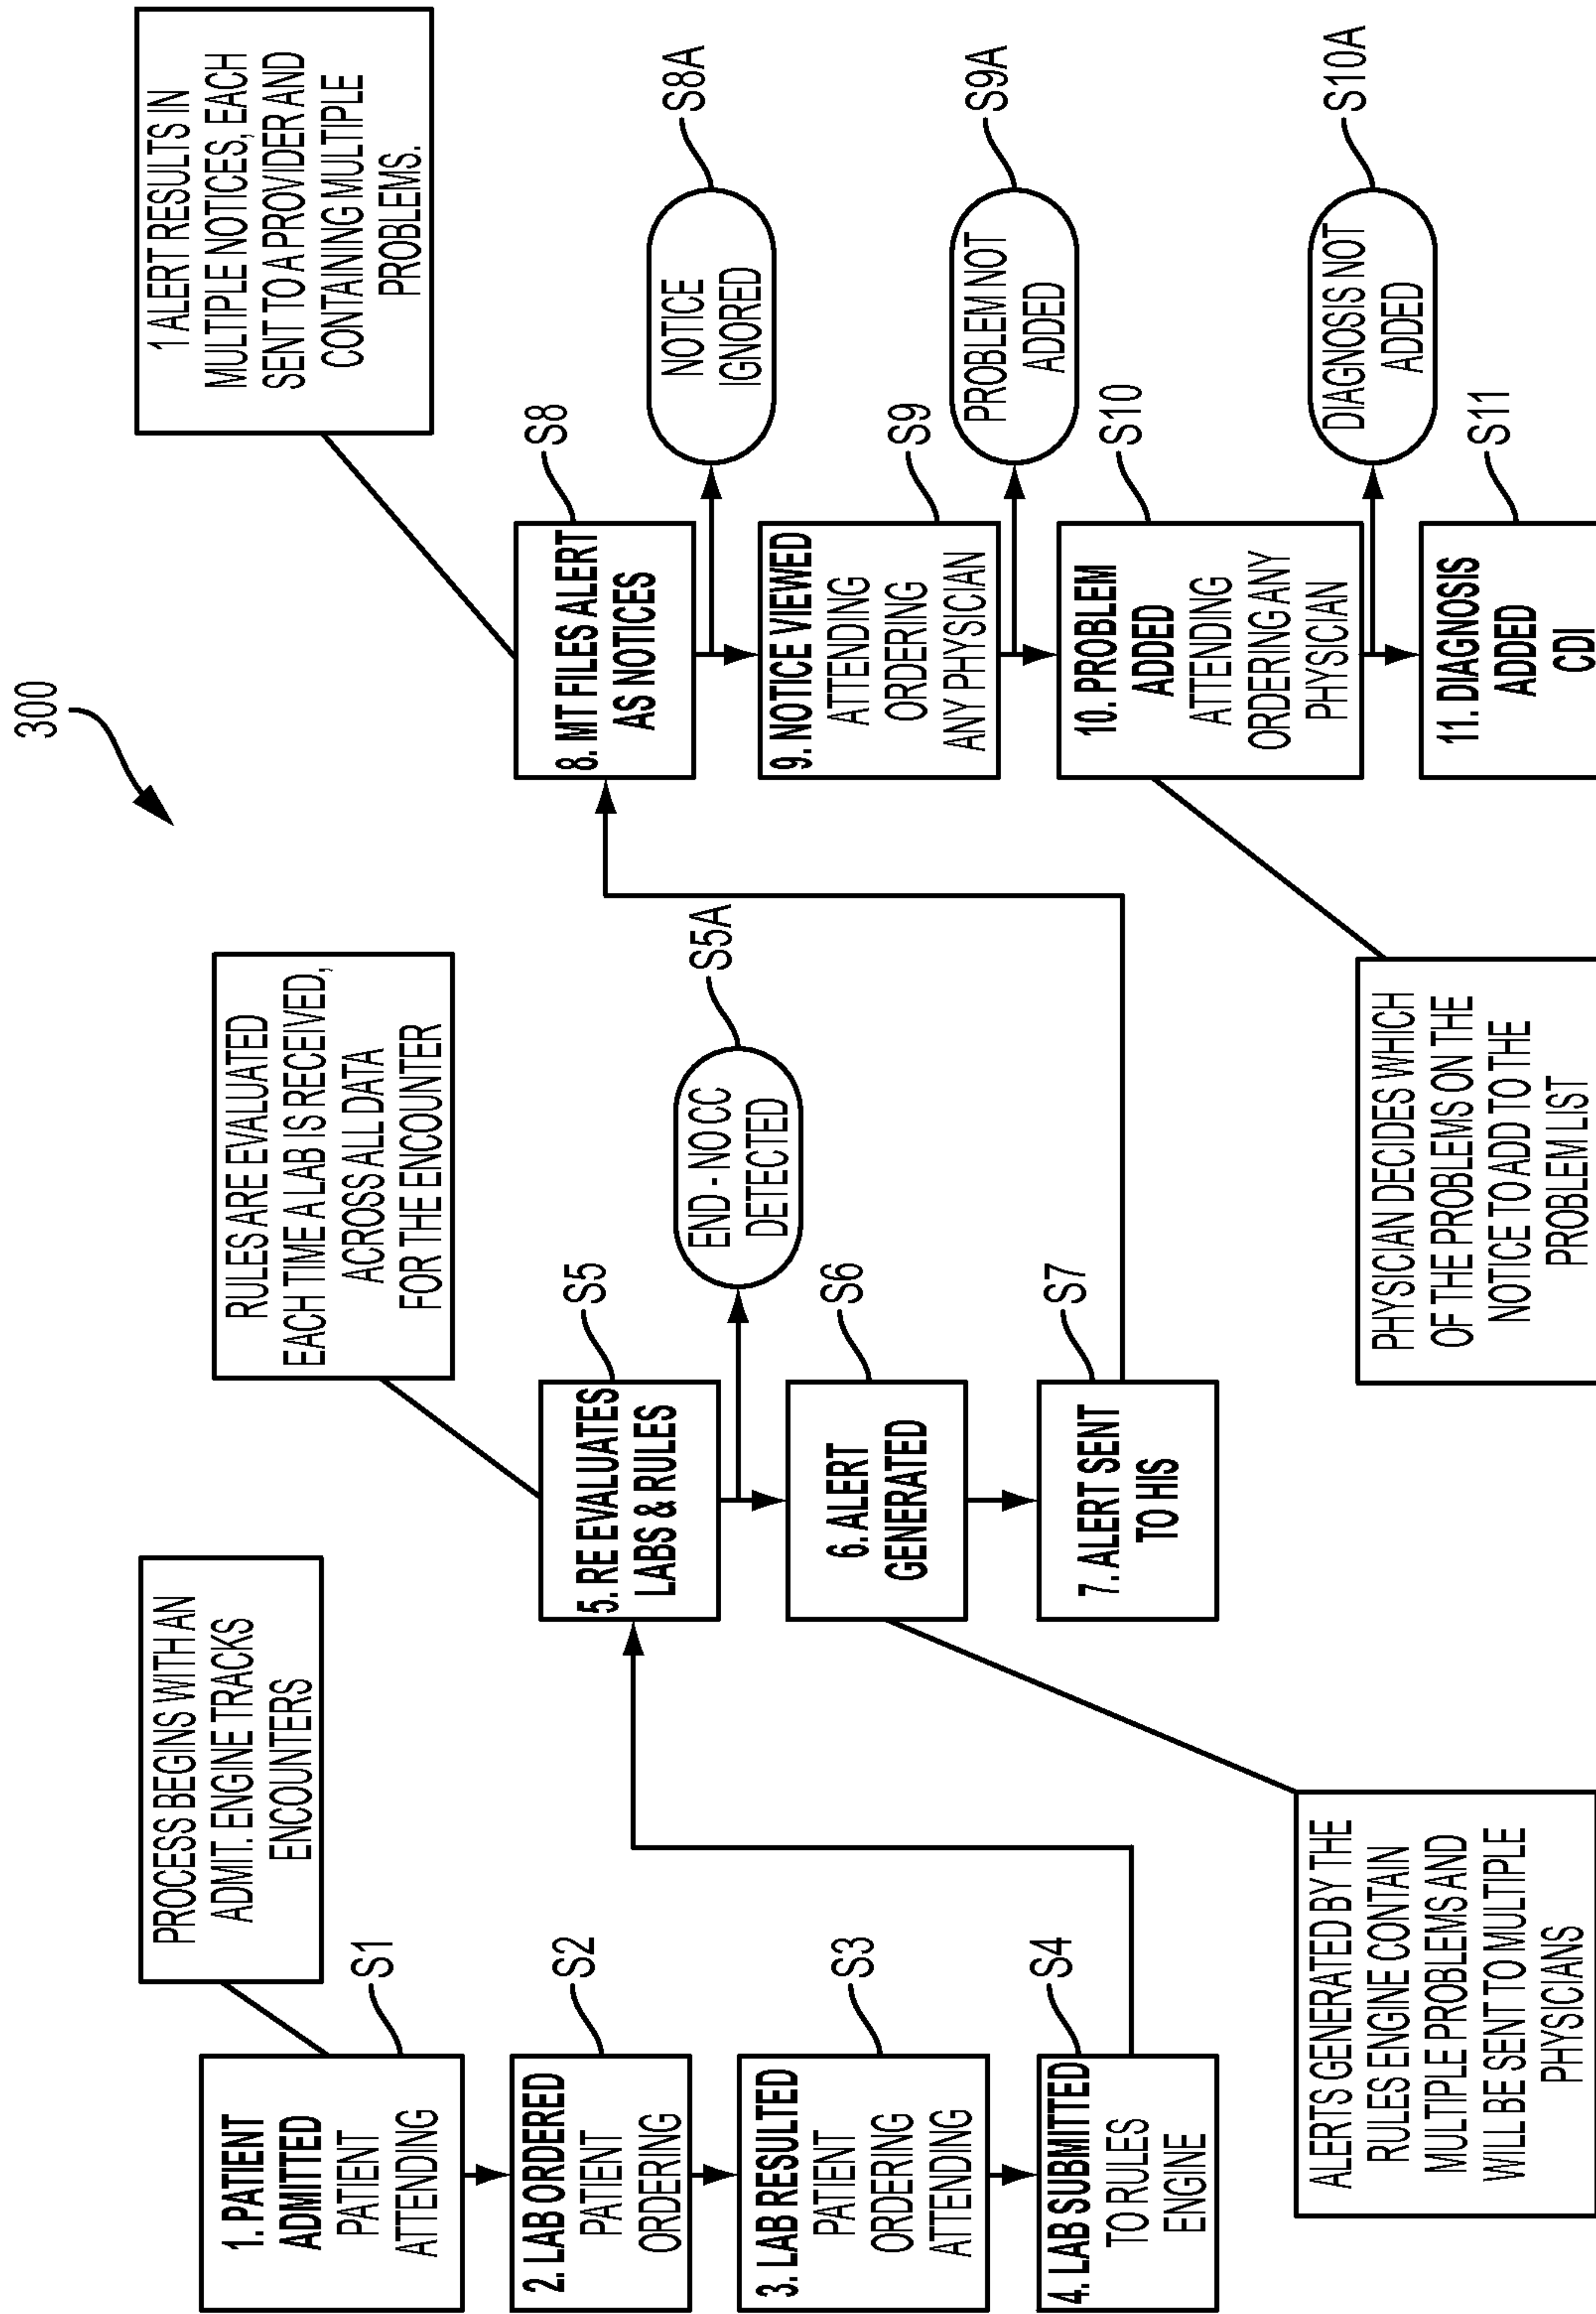 300
PROCESS BEGINS WITH AN
ADMIT. ENGINE TRACKS
ENCOUNTERS
1. PATIENT
ADMITTED
PATIENT
ATTENDING
S1
2. LAB ORDERED
PATIENT
ORDERING
S2
3. LAB RESULTED
PATIENT
ORDERING
ATTENDING
S3
4. LAB SUBMITTED
TO RULES
ENGINE
S4
RULES ARE EVALUATED
EACH TIME A LAB IS RECEIVED,
ACROSS ALL DATA
FOR THE ENCOUNTER
5. RE EVALUATES
LABS & RULES
S5
END - NO CC
DETECTED
S5A
6. ALERT
GENERATED
S6
7. ALERT SENT
TO HIS
S7
ALERTS GENERATED BY THE
RULES ENGINE CONTAIN
MULTIPLE PROBLEMS AND
WILL BE SENT TO MULTIPLE
PHYSICIANS
1 ALERT RESULTS IN
MULTIPLE NOTICES, EACH
SENT TO A PROVIDER AND
CONTAINING MULTIPLE
PROBLEMS.
8. MT FILES ALERT
AS NOTICES
S8
NOTICE
IGNORED
S8A
9. NOTICE VIEWED
ATTENDING
ORDERING
ANY PHYSICIAN
S9
PROBLEM NOT
ADDED
S9A
10. PROBLEM
ADDED
ATTENDING
ORDERING ANY
PHYSICIAN
S10
DIAGNOSIS NOT
ADDED
S10A
11. DIAGNOSIS
ADDED
CDI
S11
PHYSICIAN DECIDES WHICH
OF THE PROBLEMS ON THE
NOTICE TO ADD TO THE
PROBLEM LIST